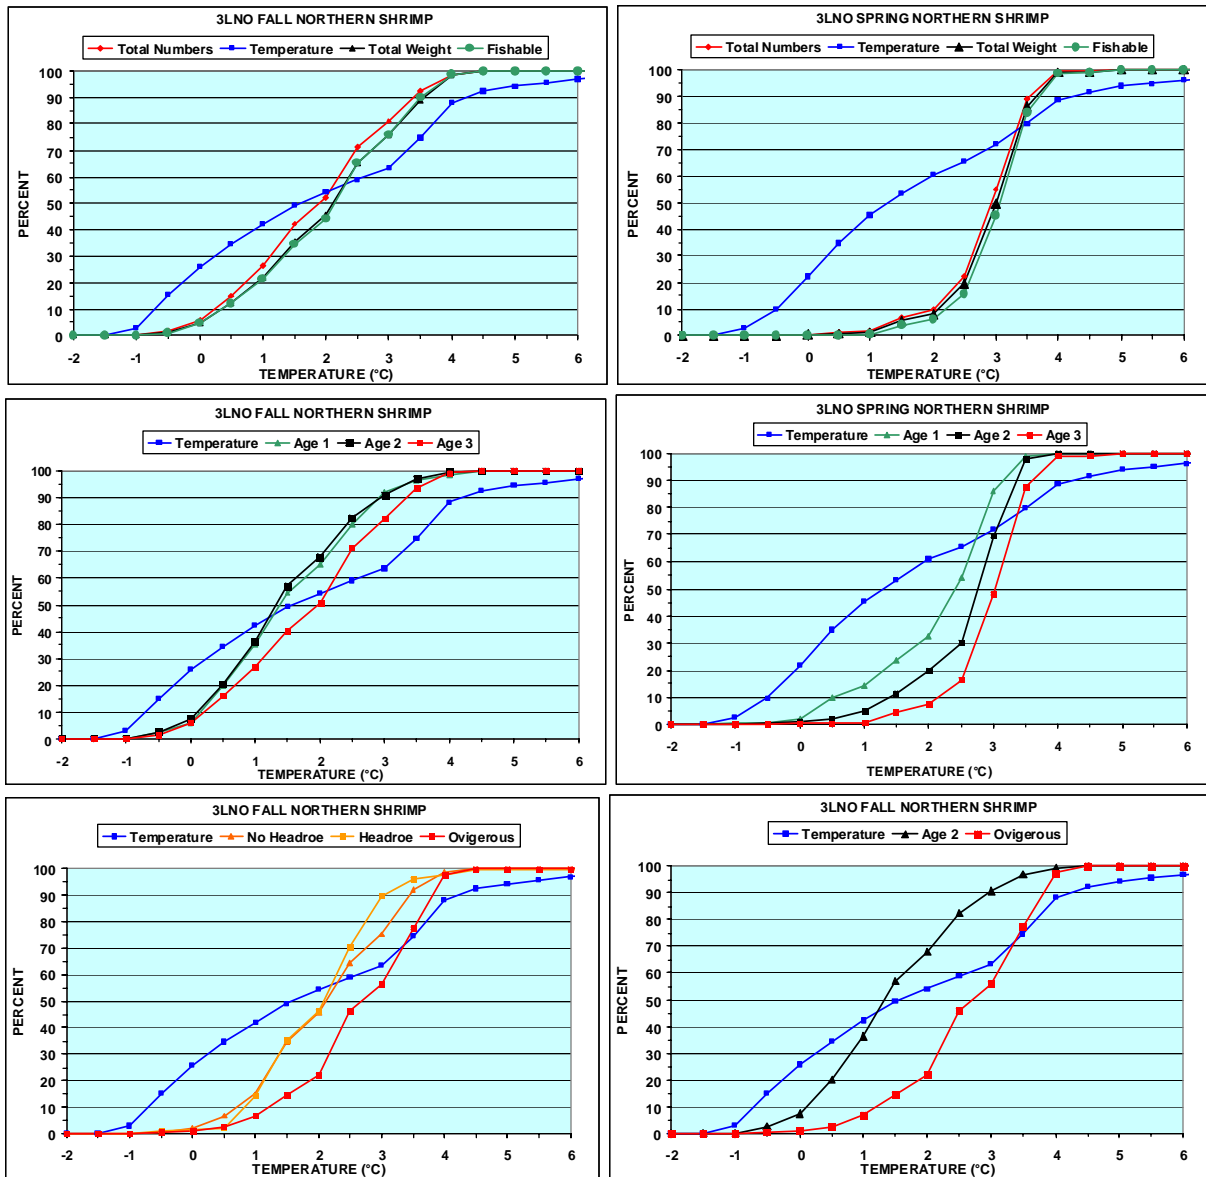 3LNO FALL NORTHERN SHRIMP
Total Numbers Temperature Total Weight Fishable
100
90
80
70
60
50
40
30
20
10
0
PERCENT
-2 -1 0 1 2 3 4 5 6
TEMPERATURE (°C)
3LNO SPRING NORTHERN SHRIMP
Total Numbers Temperature Total Weight Fishable
100
90
80
70
60
50
40
30
20
10
0
PERCENT
-2 -1 0 1 2 3 4 5 6
TEMPERATURE (°C)
3LNO FALL NORTHERN SHRIMP
Temperature Age 1 Age 2 Age 3
100
90
80
70
60
50
40
30
20
10
0
PERCENT
-2 -1 0 1 2 3 4 5 6
TEMPERATURE (°C)
3LNO SPRING NORTHERN SHRIMP
Temperature Age 1 Age 2 Age 3
100
90
80
70
60
50
40
30
20
10
0
PERCENT
-2 -1 0 1 2 3 4 5 6
TEMPERATURE (°C)
3LNO FALL NORTHERN SHRIMP
Temperature No Headroe Headroe Ovigerous
100
90
80
70
60
50
40
30
20
10
0
PERCENT
-2 -1 0 1 2 3 4 5 6
TEMPERATURE (°C)
3LNO FALL NORTHERN SHRIMP
Temperature Age 2 Ovigerous
100
90
80
70
60
50
40
30
20
10
0
PERCENT
-2 -1 0 1 2 3 4 5 6
TEMPERATURE (°C)